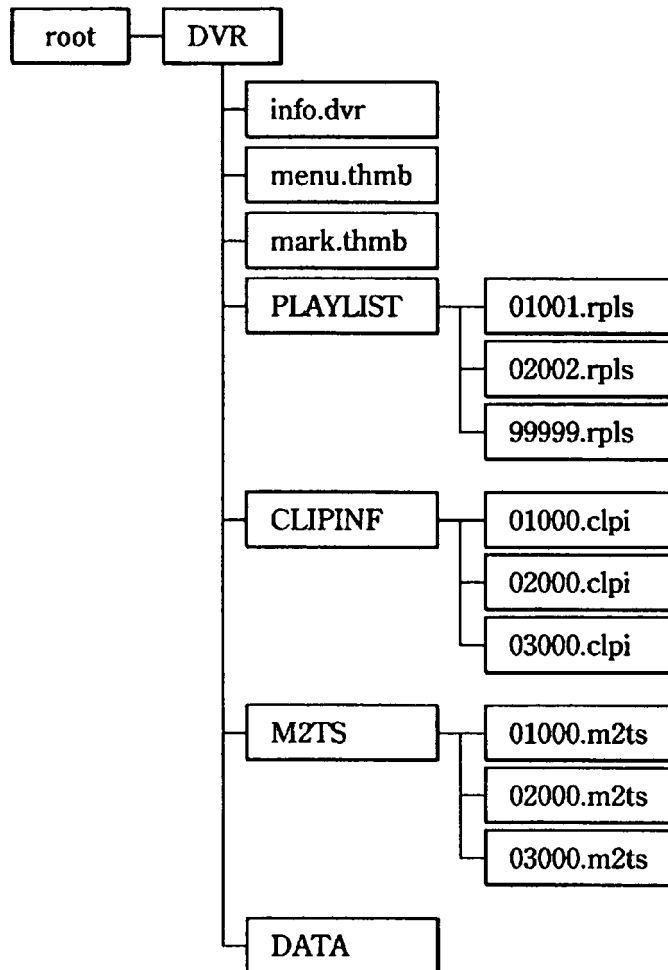 root
DVR
info.dvr
menu.thmb
mark.thmb
PLAYLIST
01001.rpls
02002.rpls
99999.rpls
CLIPINF
01000.clpi
02000.clpi
03000.clpi
M2TS
01000.m2ts
02000.m2ts
03000.m2ts
DATA